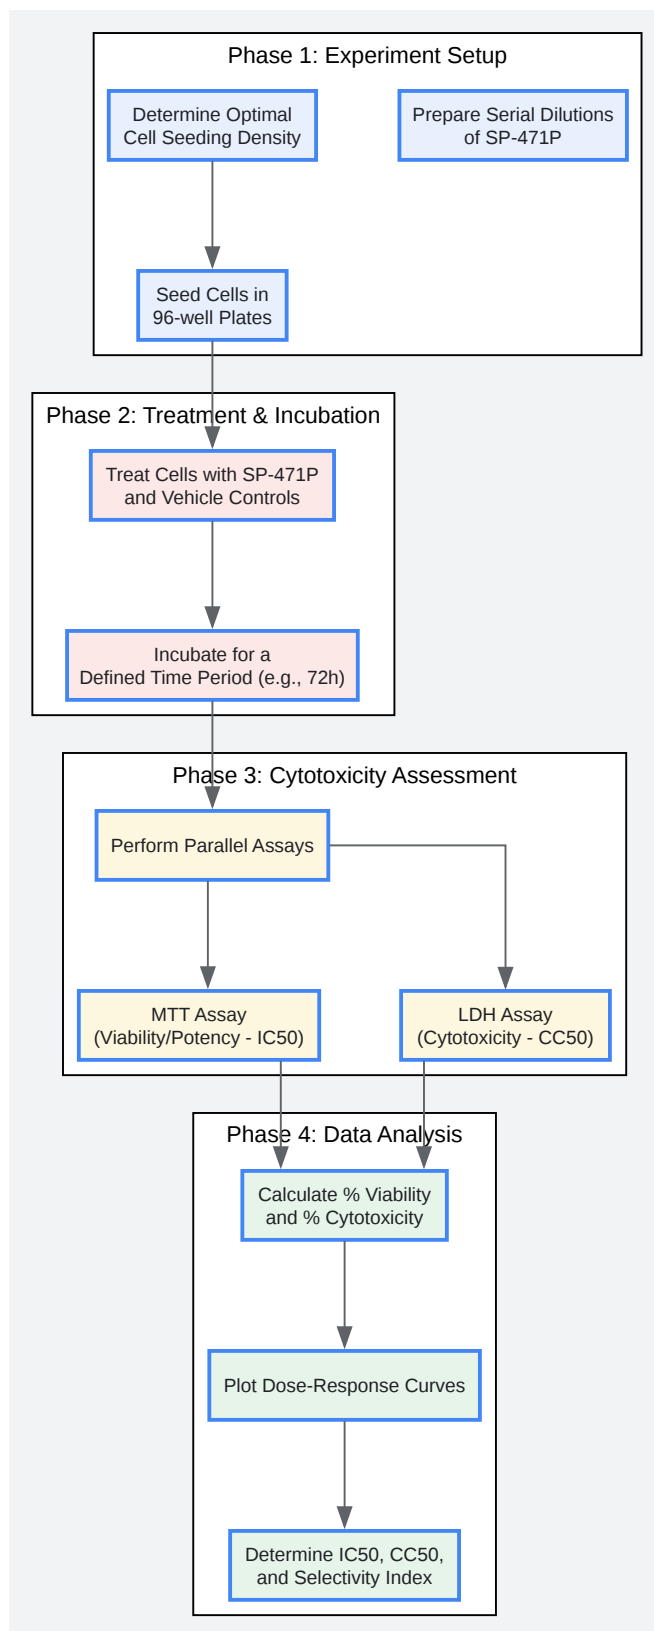 Phase 1: Experiment Setup
Determine Optimal
Cell Seeding Density
Prepare Serial Dilutions
of SP-471P
Seed Cells in
96-well Plates
Phase 2: Treatment & Incubation
Treat Cells with SP-471P
and Vehicle Controls
Incubate for a
Defined Time Period (e.g., 72h)
Phase 3: Cytotoxicity Assessment
Perform Parallel Assays
MTT Assay
(Viability/Potency - IC50)
LDH Assay
(Cytotoxicity - CC50)
Phase 4: Data Analysis
Calculate % Viability
and % Cytotoxicity
Plot Dose-Response Curves
Determine IC50, CC50,
and Selectivity Index